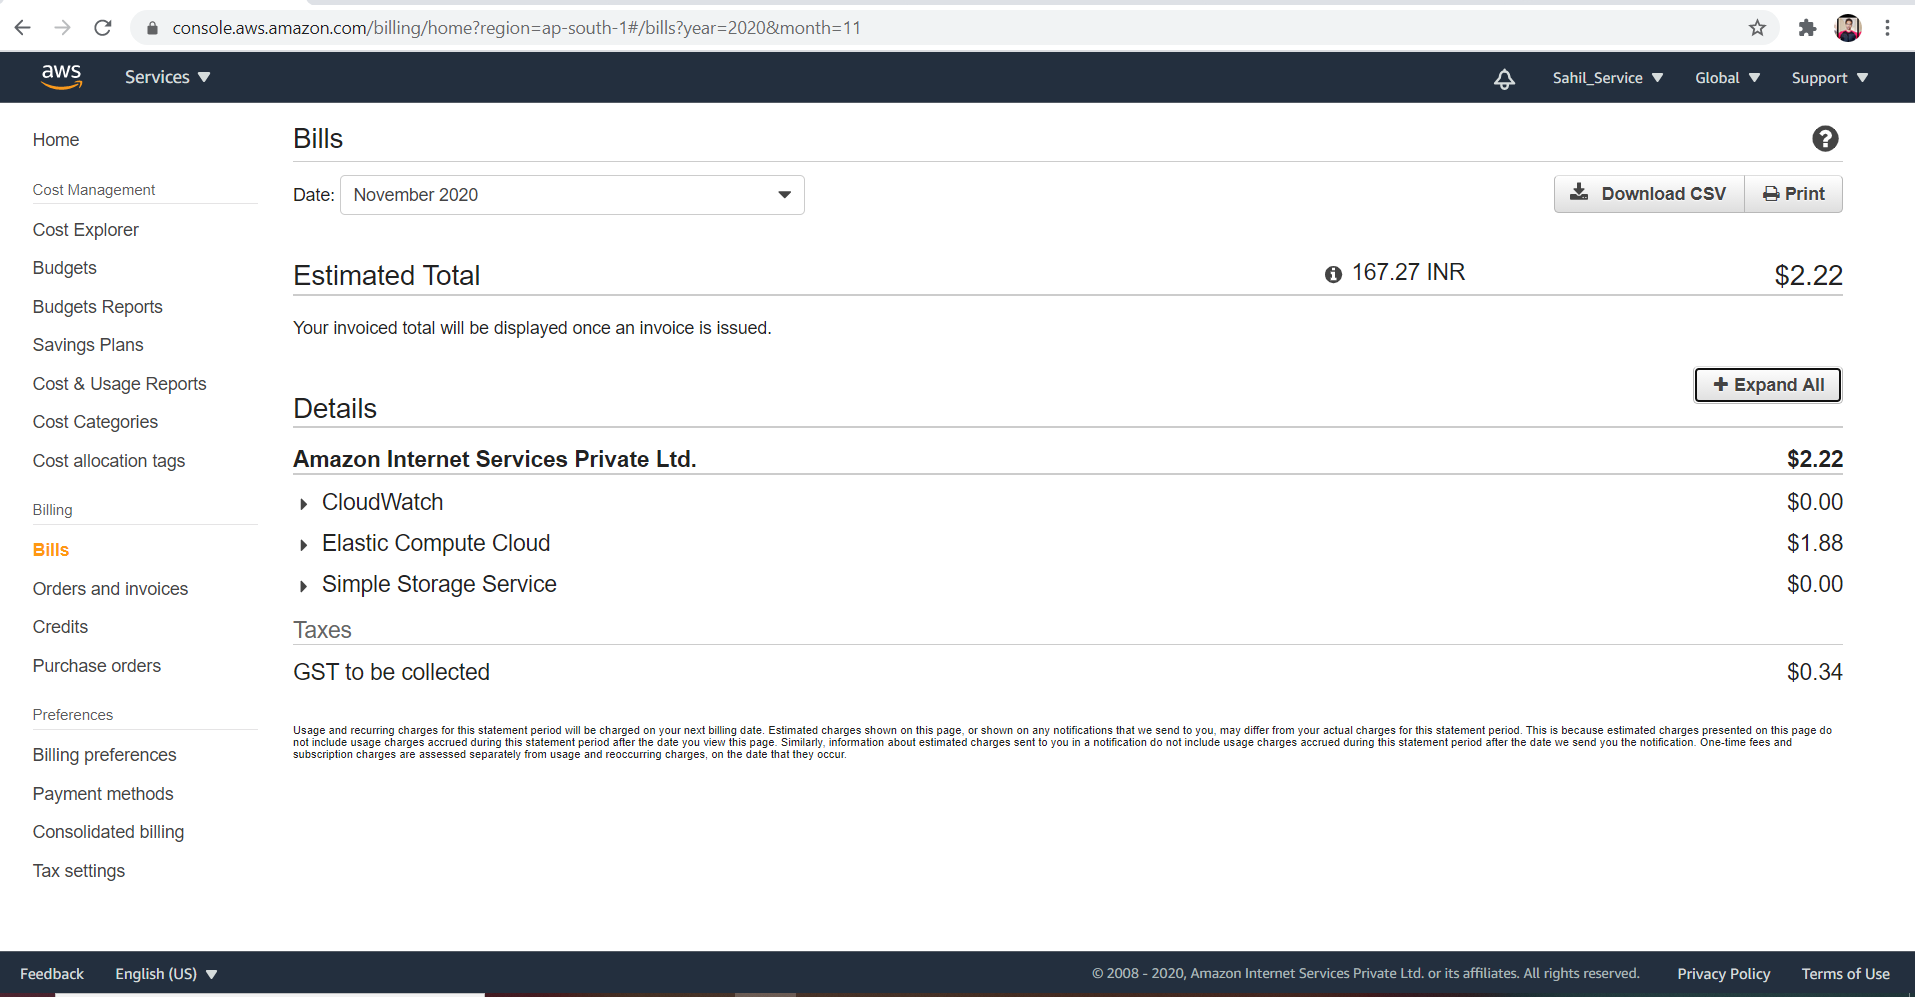 console.aws.amazon.com/billing/home?region=ap-south-1#/bills?year=2020&month=11
aws Services Sahil_Service Global Support
Home
Cost Management
Cost Explorer
Budgets
Budgets Reports
Savings Plans
Cost & Usage Reports
Cost Categories
Cost allocation tags
Billing
Bills
Orders and invoices
Credits
Purchase orders
Preferences
Billing preferences
Payment methods
Consolidated billing
Tax settings
Bills
Date: November 2020 Download CSV Print
Estimated Total 167.27 INR $2.22
Your invoiced total will be displayed once an invoice is issued.
+ Expand All
Details
Amazon Internet Services Private Ltd. $2.22
CloudWatch $0.00
Elastic Compute Cloud $1.88
Simple Storage Service $0.00
Taxes
GST to be collected $0.34
Usage and recurring charges for this statement period will be charged on your next billing date. Estimated charges shown on this page, or shown on any notifications that we send to you, may differ from your actual charges for this statement period. This is because estimated charges presented on this page do
not include usage charges accrued during this statement period after the date you view this page. Similarly, information about estimated charges sent to you in a notification do not include usage charges accrued during this statement period after the date we send you the notification. One-time fees and
subscription charges are assessed separately from usage and reoccurring charges, on the date that they occur.
Feedback English (US) © 2008 - 2020, Amazon Internet Services Private Ltd. or its affiliates. All rights reserved. Privacy Policy Terms of Use